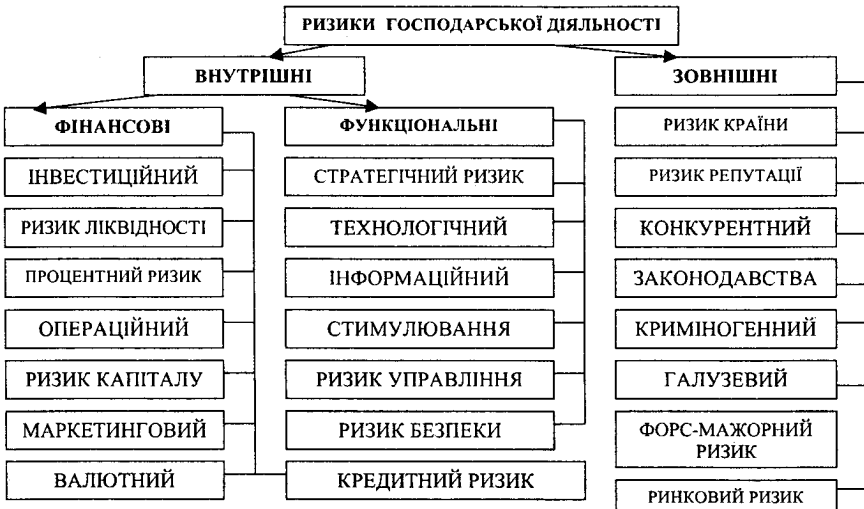 РИЗИКИ ГОСПОДАРСЬКОЇ ДІЯЛЬНОСТІ
ВНУТРІШНІ
ЗОВНІШНІ
ФІНАНСОВІ
ІНВЕСТИЦІЙНИЙ
РИЗИК ЛІКВІДНОСТІ
ПРОЦЕНТНИЙ РИЗИК
ОПЕРАЦІЙНИЙ
РИЗИК КАПІТАЛУ
МАРКЕТИНГОВИЙ
ВАЛЮТНИЙ
ФУНКЦІОНАЛЬНІ
СТРАТЕГІЧНИЙ РИЗИК
ТЕХНОЛОГІЧНИЙ
ІНФОРМАЦІЙНИЙ
СТИМУЛЮВАННЯ
РИЗИК УПРАВЛІННЯ
РИЗИК БЕЗПЕКИ
КРЕДИТНИЙ РИЗИК
РИЗИК КРАЇНИ
РИЗИК РЕПУТАЦІЇ
КОНКУРЕНТНИЙ
ЗАКОНОДАВСТВА
КРИМІНОГЕННИЙ
ГАЛУЗЕВИЙ
ФОРС-МАЖОРНИЙ
РИЗИК
РИНКОВИЙ РИЗИК